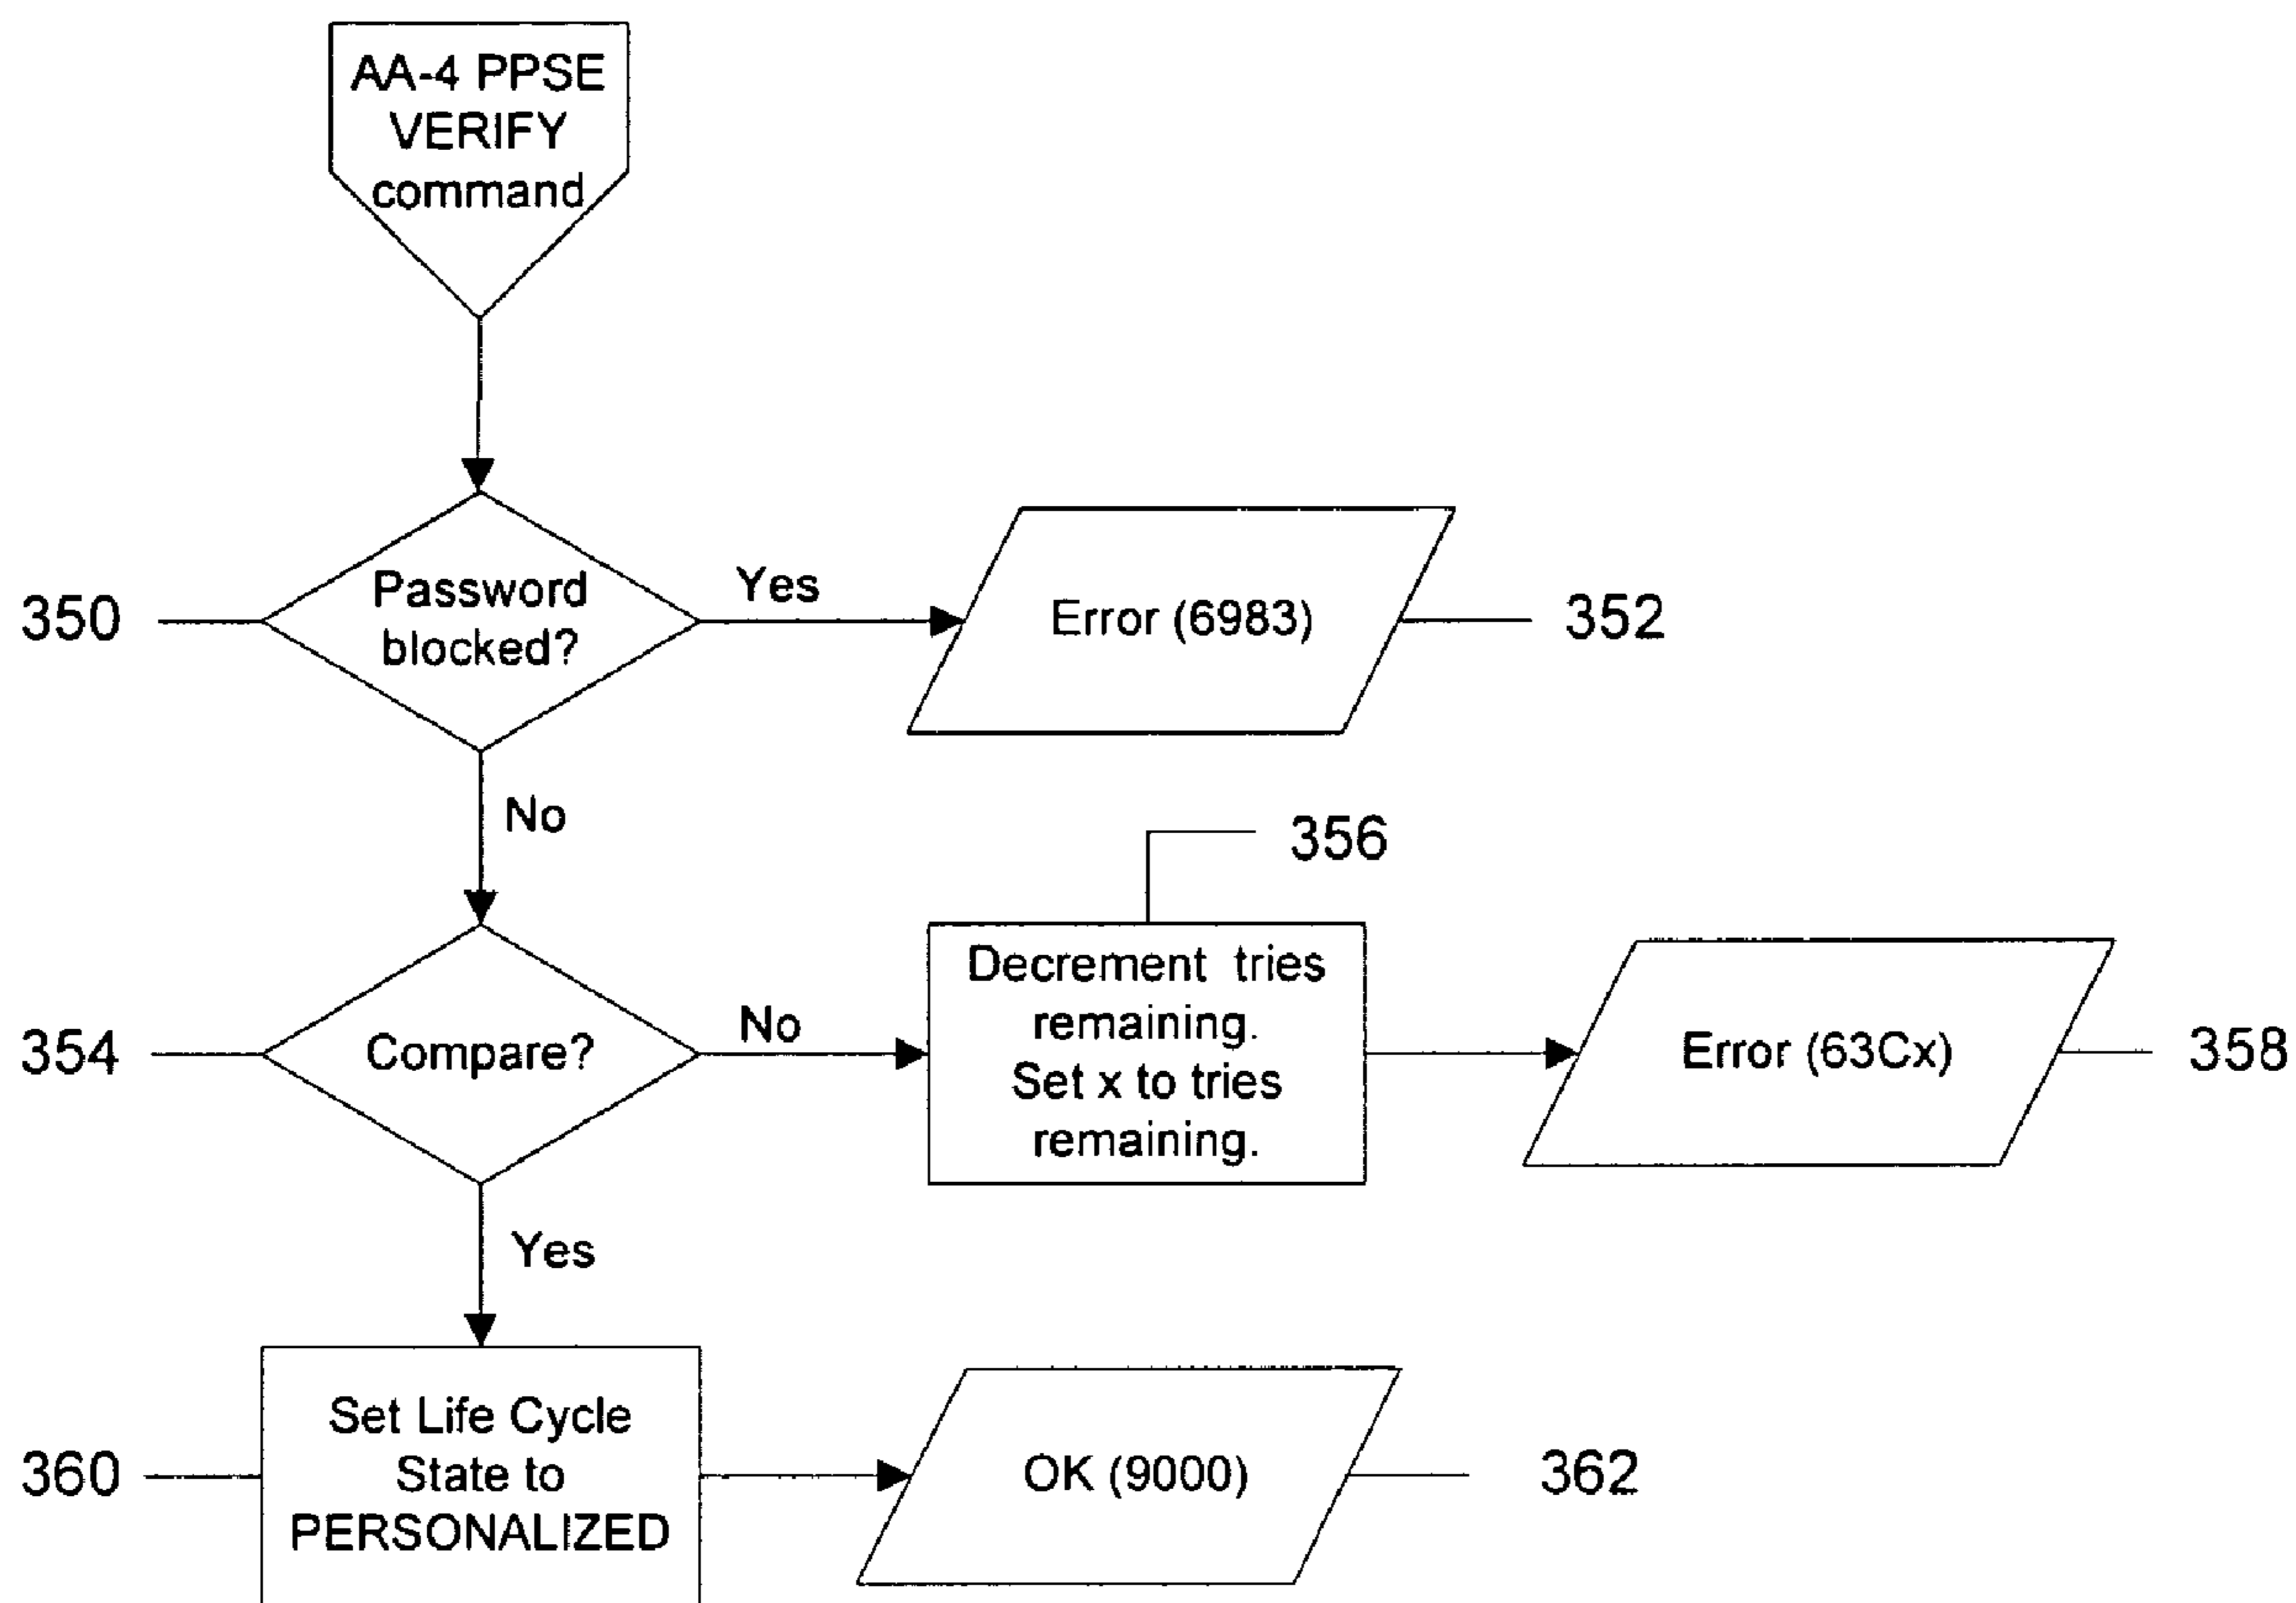 AA-4 PPSE
VERIFY
command
350
Password
blocked?
Yes
Error (6983)
352
No
356
354
Compare?
No
Decrement tries
remaining.
Set x to tries
remaining.
Error (63Cx)
358
Yes
360
Set Life Cycle
State to
PERSONALIZED
OK (9000)
362